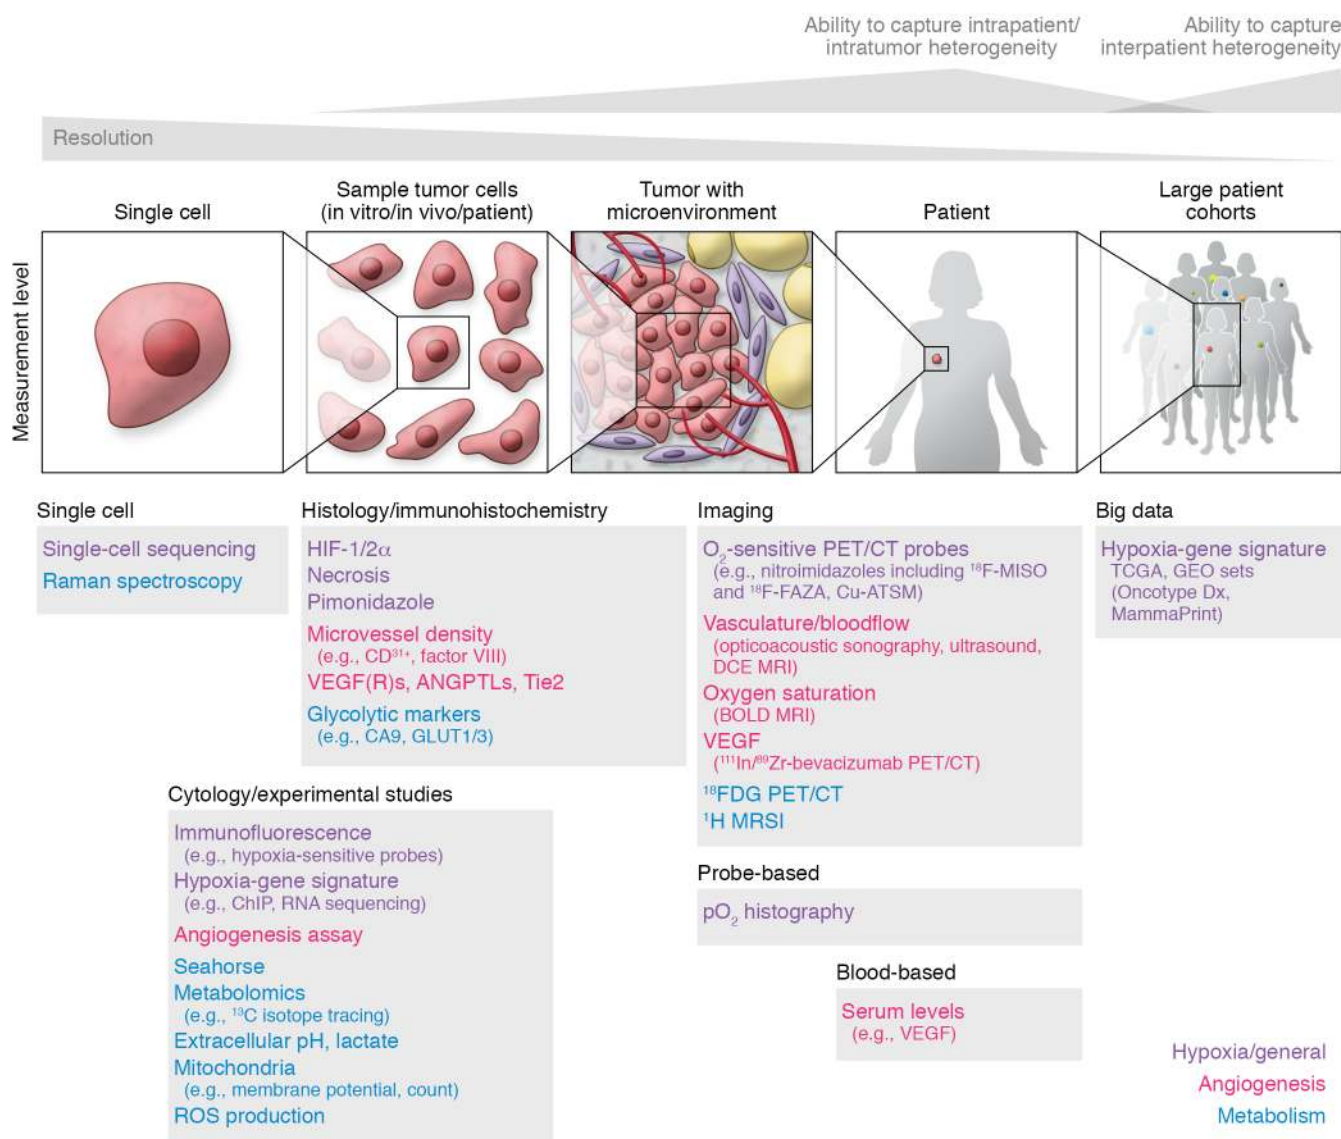 Ability to capture intrapatient/
intratumor heterogeneity
Ability to capture
interpatient heterogeneity
Resolution
Measurement level
Single cell
Sample tumor cells
(in vitro/in vivo/patient)
Tumor with
microenvironment
Patient
Large patient
cohorts
Single cell
Single-cell sequencing
Raman spectroscopy
Histology/immunohistochemistry
HIF-1/2α
Necrosis
Pimonidazole
Microvessel density
(e.g., CD³¹⁺, factor VIII)
VEGF(R)s, ANGPTLs, Tie2
Glycolytic markers
(e.g., CA9, GLUT1/3)
Cytology/experimental studies
Immunofluorescence
(e.g., hypoxia-sensitive probes)
Hypoxia-gene signature
(e.g., ChIP, RNA sequencing)
Angiogenesis assay
Seahorse
Metabolomics
(e.g., ¹³C isotope tracing)
Extracellular pH, lactate
Mitochondria
(e.g., membrane potential, count)
ROS production
Imaging
O₂-sensitive PET/CT probes
(e.g., nitroimidazoles including ¹⁸F-MISO
and ¹⁸F-FAZA, Cu-ATSM)
Vasculature/bloodflow
(opticoacoustic sonography, ultrasound,
DCE MRI)
Oxygen saturation
(BOLD MRI)
VEGF
(¹¹¹In/⁸⁹Zr-bevacizumab PET/CT)
¹⁸FDG PET/CT
¹H MRSI
Probe-based
pO₂ histography
Blood-based
Serum levels
(e.g., VEGF)
Big data
Hypoxia-gene signature
TCGA, GEO sets
(Oncotype Dx,
MammaPrint)
Hypoxia/general
Angiogenesis
Metabolism